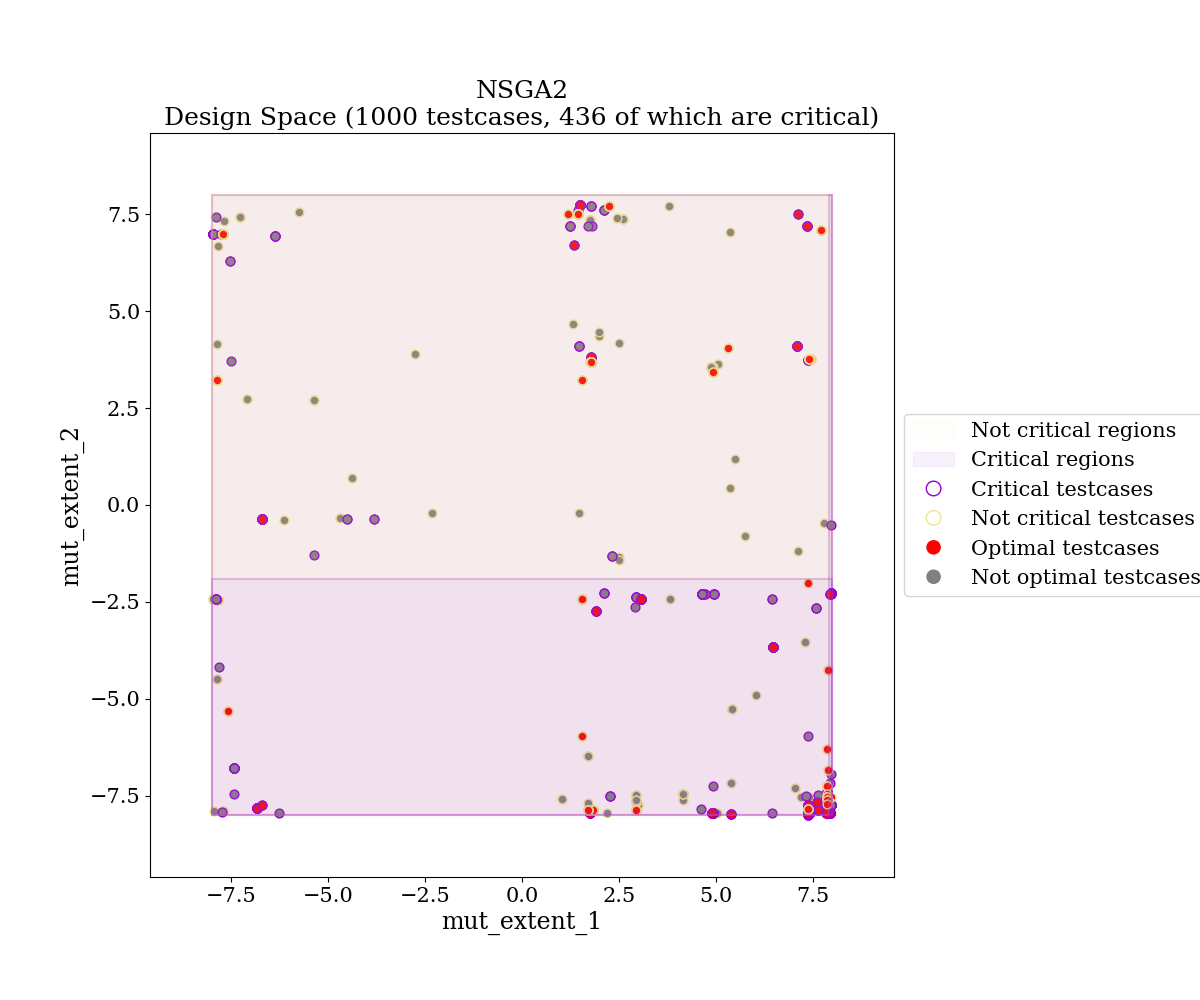 NSGA2
Design Space (1000 testcases, 436 of which are critical)
7.5
5.0
2.5
0.0
−2.5
−5.0
−7.5
mut_extent_2
−7.5
−5.0
−2.5
0.0
2.5
5.0
7.5
mut_extent_1
Not critical regions
Critical regions
Critical testcases
Not critical testcases
Optimal testcases
Not optimal testcases